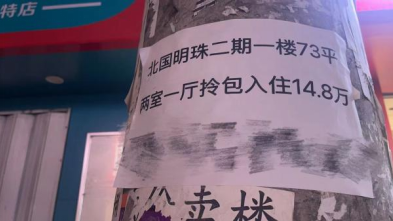 特店
北国明珠二期一楼73平
两室一厅拎包入住14.8万
卖楼